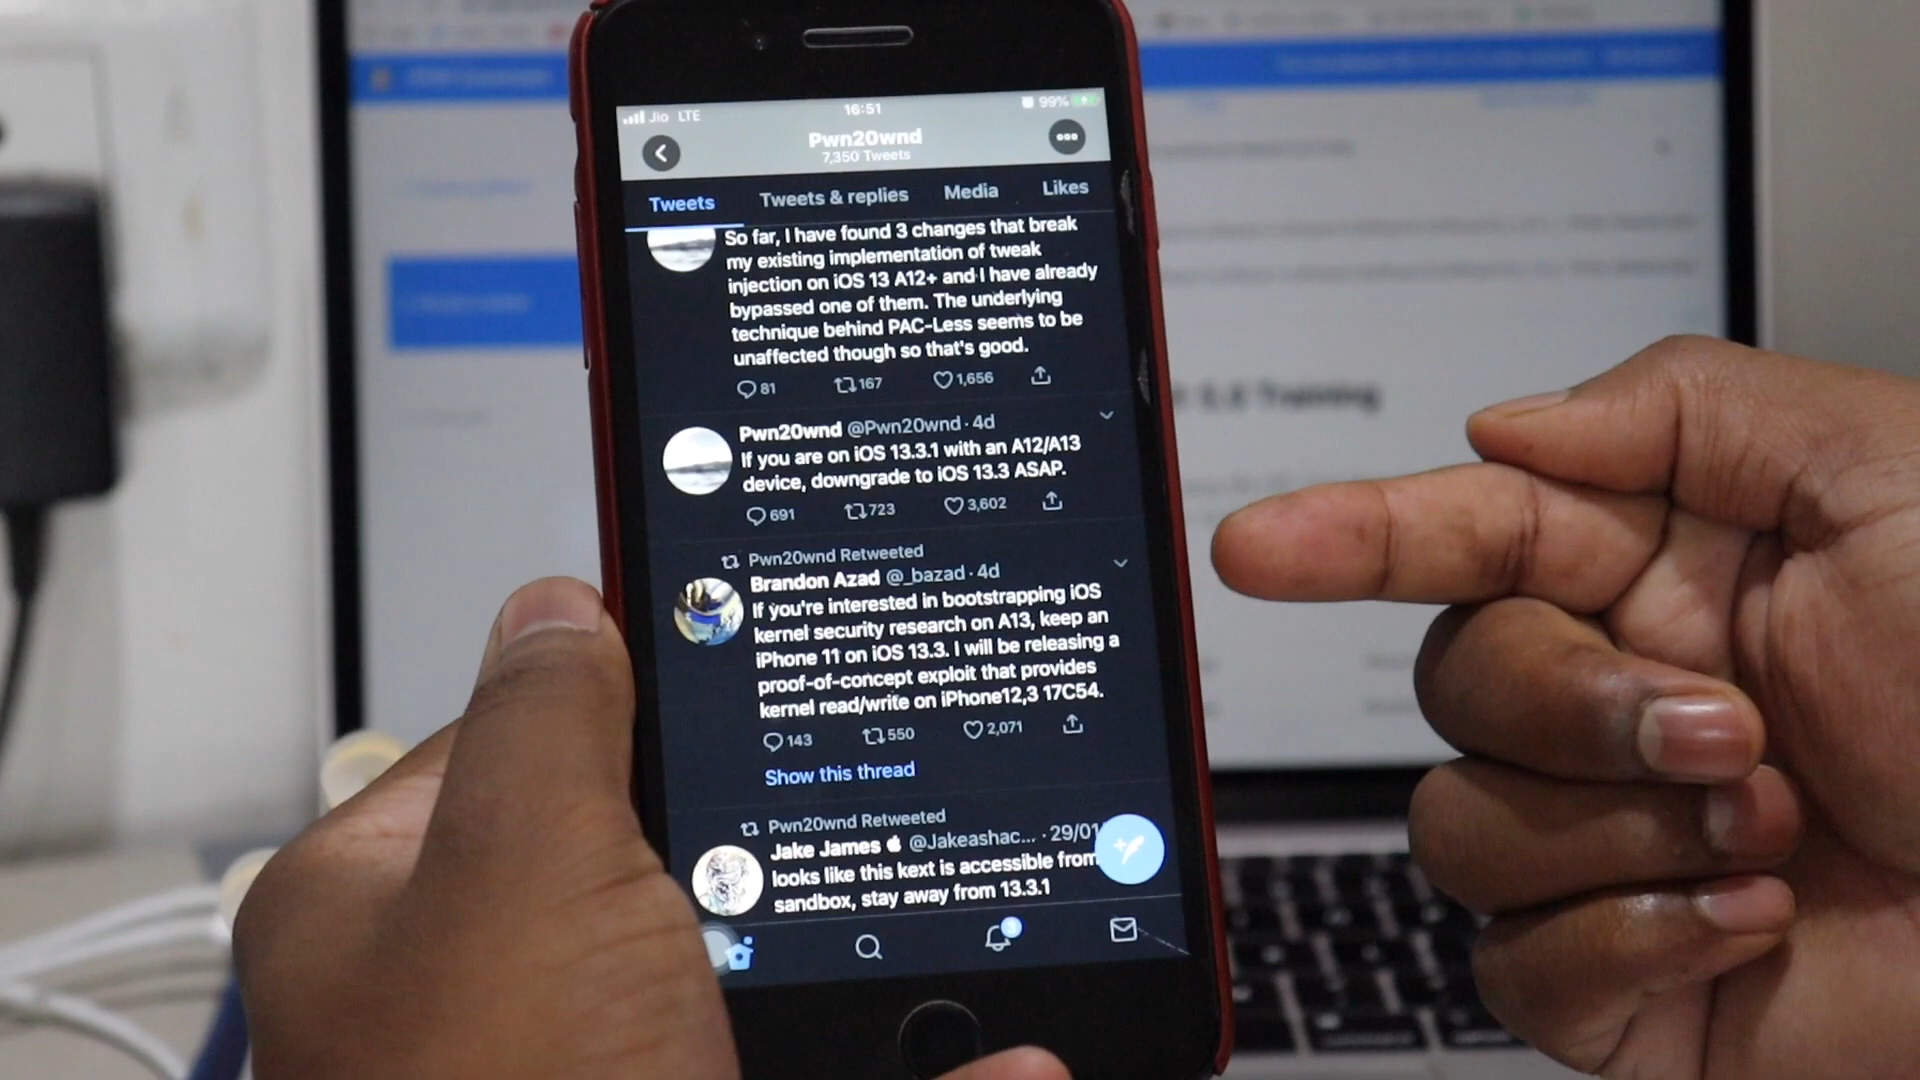 Jio LTE 16:51 99%
Pwn20wnd
7,350 Tweets
Tweets Tweets & replies Media Likes
So far, I have found 3 changes that break
my existing implementation of tweak
injection on iOS 13 A12+ and I have already
bypassed one of them. The underlying
technique behind PAC-Less seems to be
unaffected though so that's good.
81 167 1,656
Pwn20wnd @Pwn20wnd · 4d
If you are on iOS 13.3.1 with an A12/A13
device, downgrade to iOS 13.3 ASAP.
691 723 3,602
Pwn20wnd Retweeted
Brandon Azad @_bazad · 4d
If you're interested in bootstrapping iOS
kernel security research on A13, keep an
iPhone 11 on iOS 13.3. I will be releasing a
proof-of-concept exploit that provides
kernel read/write on iPhone12,3 17C54.
143 550 2,071
Show this thread
Pwn20wnd Retweeted
Jake James @Jakeashac... · 29/01
looks like this kext is accessible from
sandbox, stay away from 13.3.1
Training